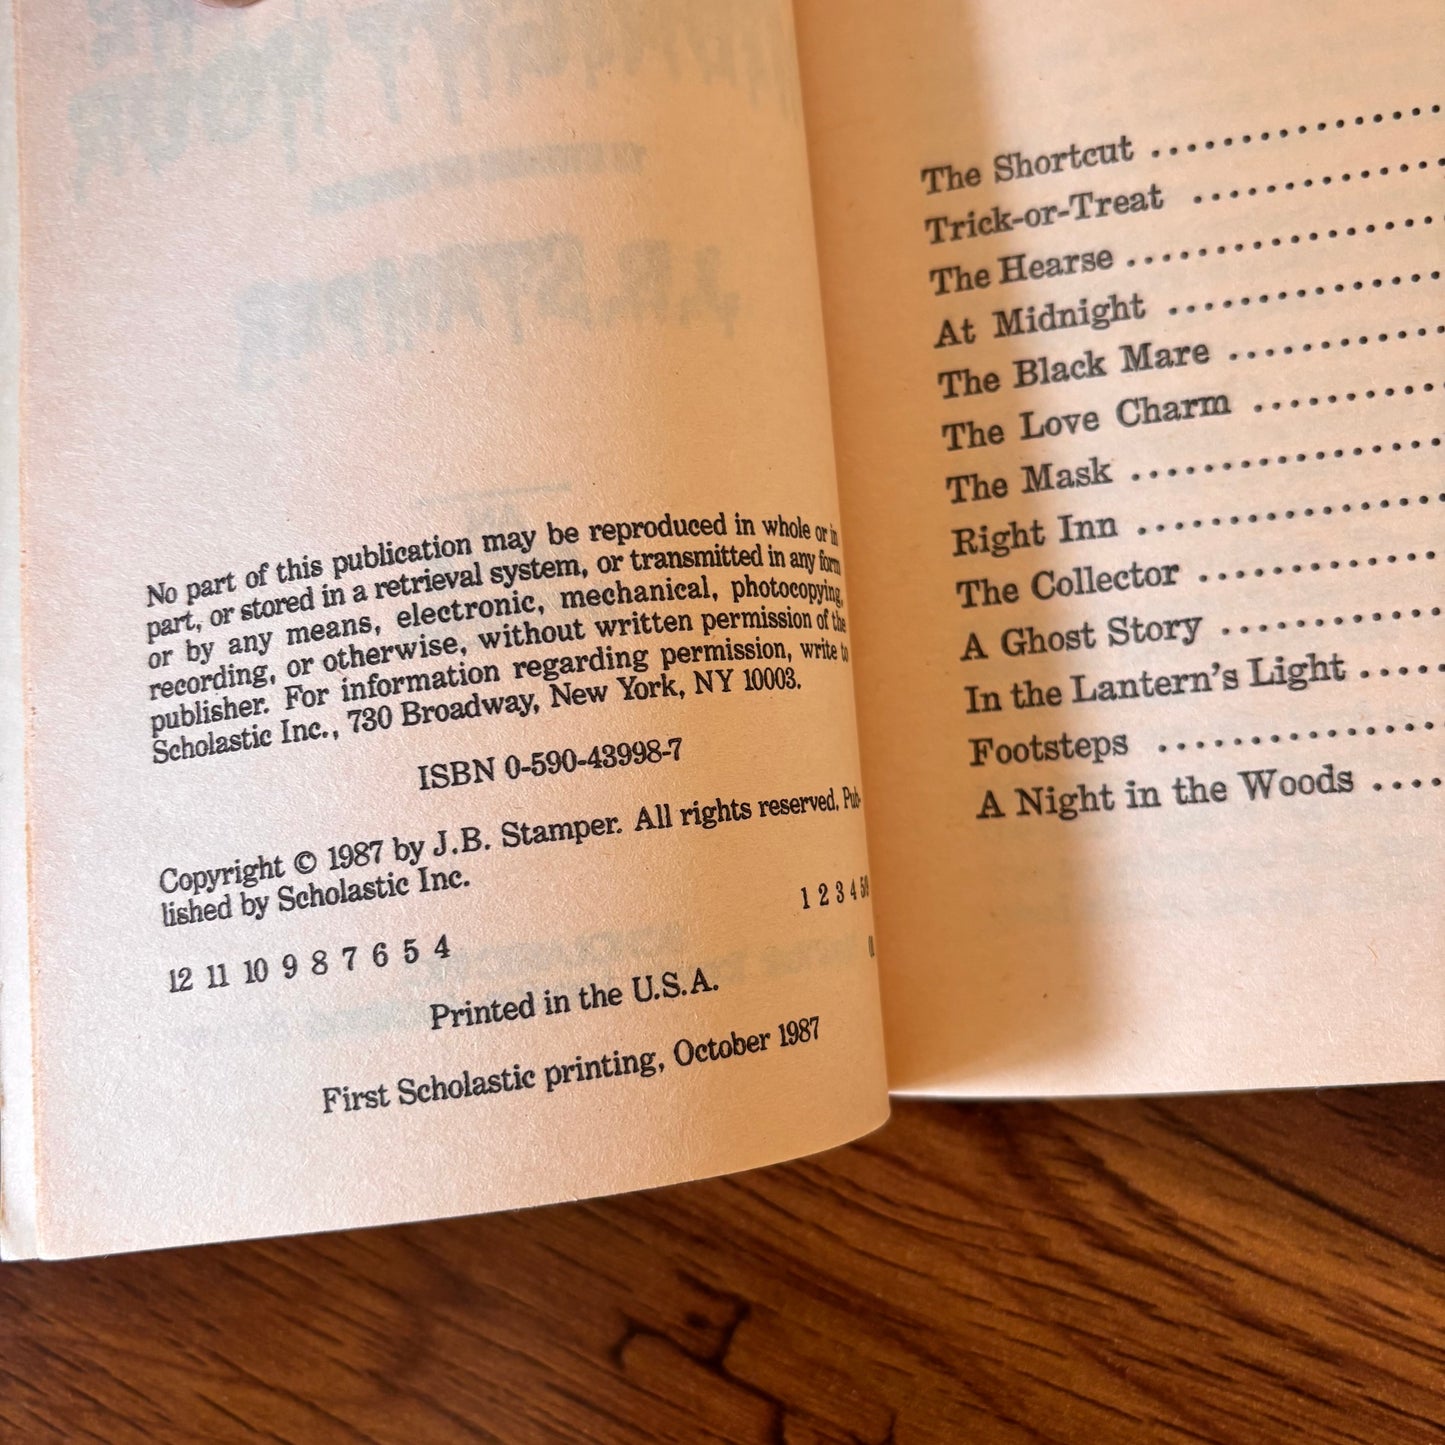 No part of this publication may be reproduced in whole or in
part, or stored in a retrieval system, or transmitted in any form
or by any means, electronic, mechanical, photocopying,
recording, or otherwise, without written permission of the
publisher. For information regarding permission, write to
Scholastic Inc., 730 Broadway, New York, NY 10003.
ISBN 0-590-43998-7
Copyright © 1987 by J.B. Stamper. All rights reserved. Pub-
lished by Scholastic Inc.
12 11 10 9 8 7 6 5 4 1 2 3 4 5
Printed in the U.S.A.
First Scholastic printing, October 1987
The Shortcut
Trick-or-Treat
The Hearse
At Midnight
The Black Mare
The Love Charm
The Mask
Right Inn
The Collector
A Ghost Story
In the Lantern's Light
Footsteps
A Night in the Woods